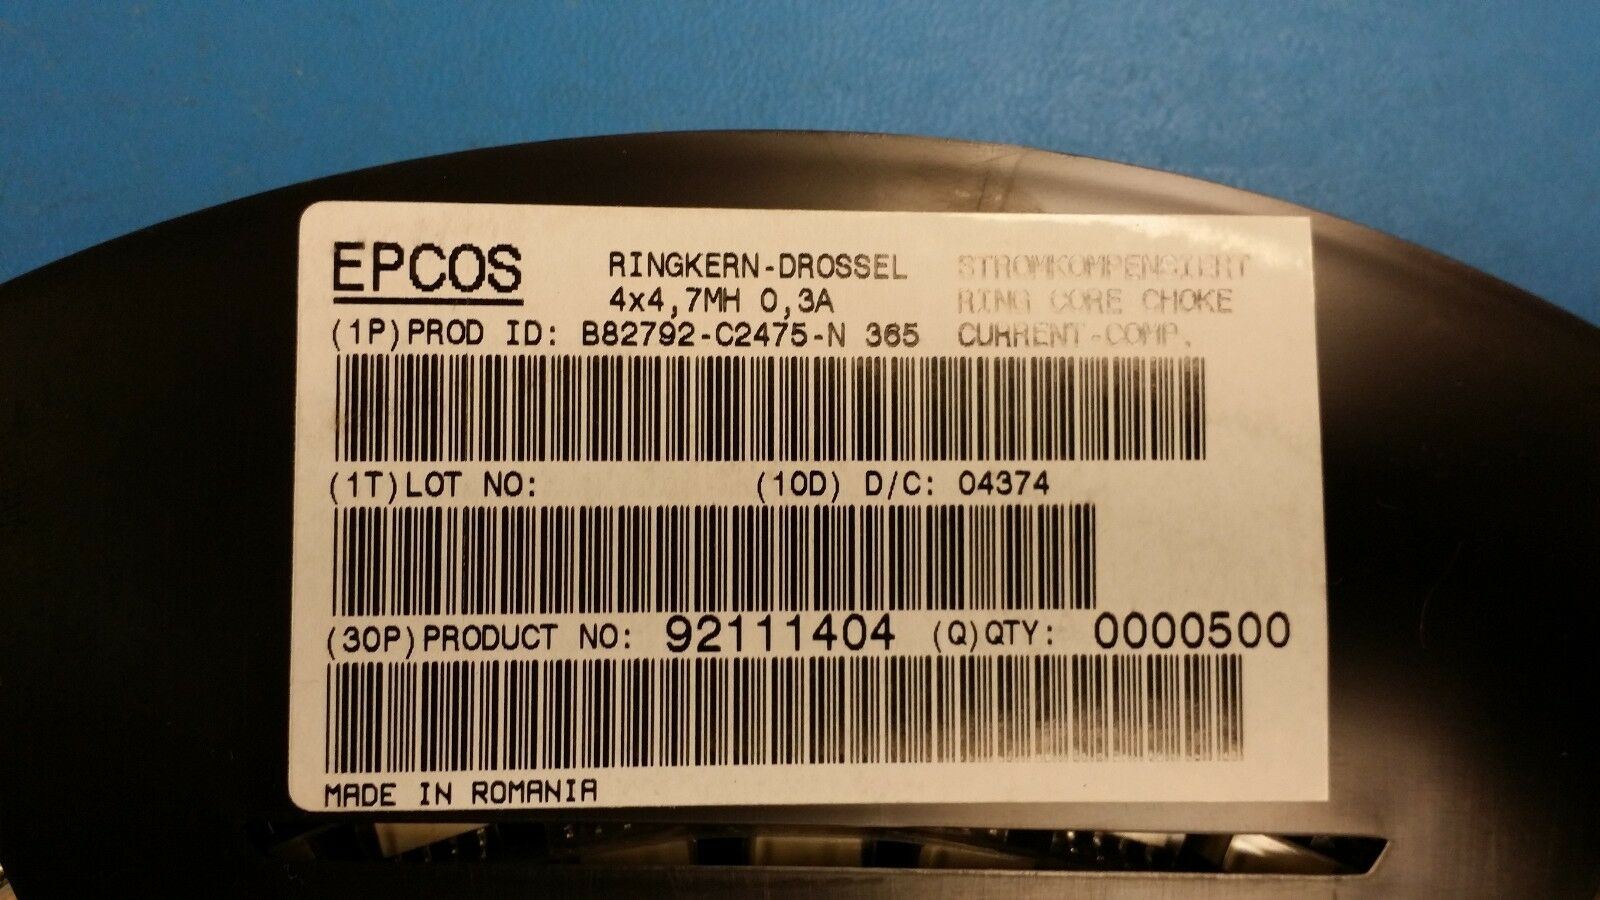 EPCOS
RINGKERN-DROSSEL STROMKOMPENSIERT
4x4,7MH 0,3A RING CORE CHOKE
(1P)PROD ID: B82792-C2475-N 365 CURRENT-COMP.
(1T)LOT NO: (10D) D/C: 04374
(30P)PRODUCT NO: 92111404 (Q)QTY: 0000500
MADE IN ROMANIA